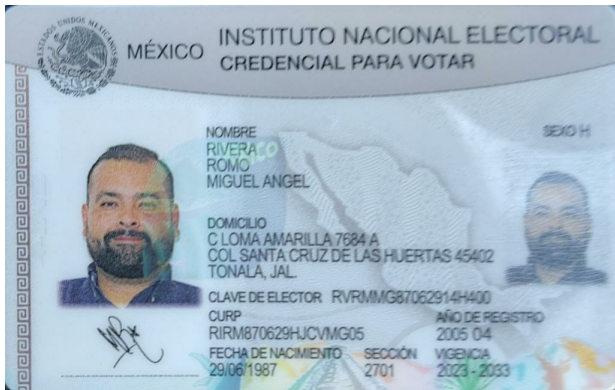 MÉXICO
INSTITUTO NACIONAL ELECTORAL
CREDENCIAL PARA VOTAR
NOMBRE
SEXO H
RIVERA
ROMO
MIGUEL ANGEL
DOMICILIO
C LOMA AMARILLA 7684 A
COL SANTA CRUZ DE LAS HUERTAS 45402
TONALA, JAL.
CLAVE DE ELECTOR RVRMMG87062914H400
CURP AÑO DE REGISTRO
RIRM870629HJCVMG05 2005 04
FECHA DE NACIMIENTO SECCIÓN VIGENCIA
29/06/1987 2701 2023 - 2033